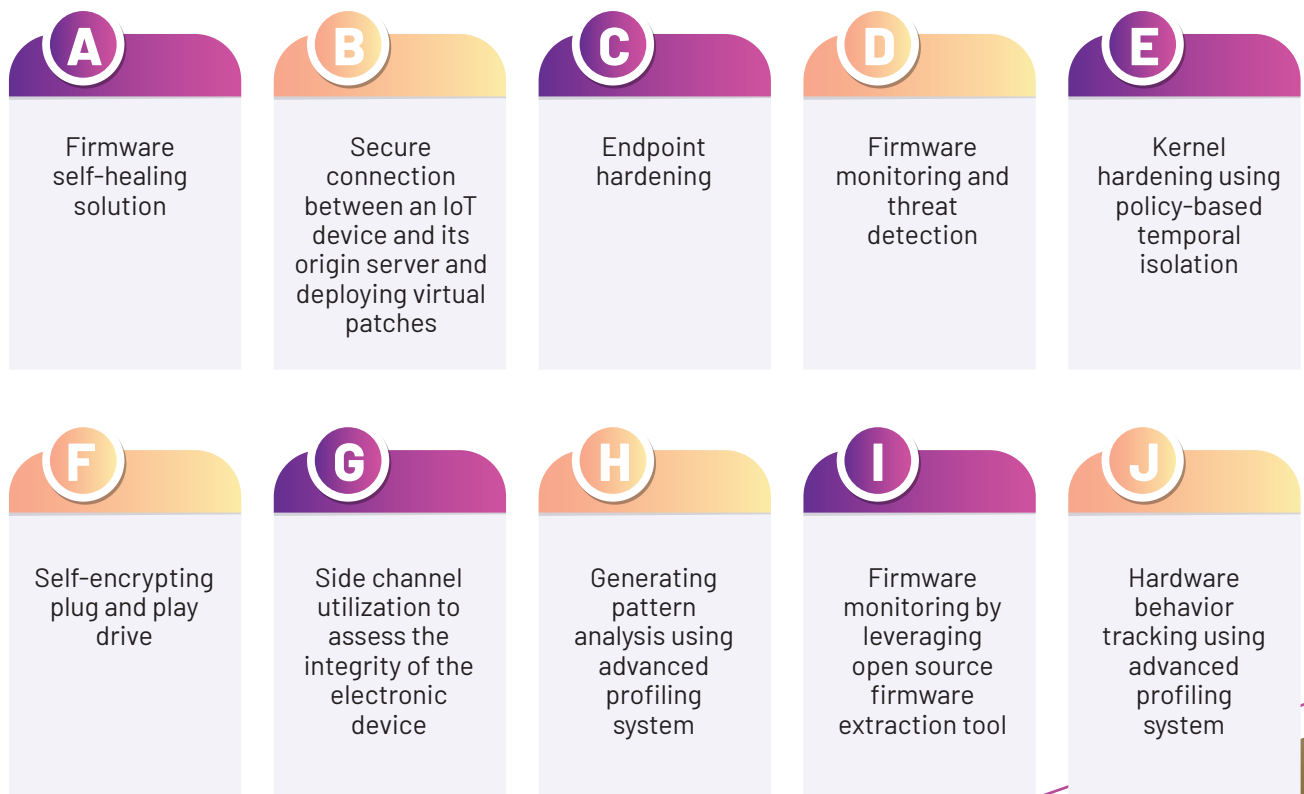 A
Firmware
self-healing
solution
B
Secure
connection
between an IoT
device and its
origin server and
deploying virtual
patches
C
Endpoint
hardening
D
Firmware
monitoring and
threat
detection
E
Kernel
hardening using
policy-based
temporal
isolation
F
Self-encrypting
plug and play
drive
G
Side channel
utilization to
assess the
integrity of the
electronic
device
H
Generating
pattern
analysis using
advanced
profiling
system
I
Firmware
monitoring by
leveraging
open source
firmware
extraction tool
J
Hardware
behavior
tracking using
advanced
profiling
system